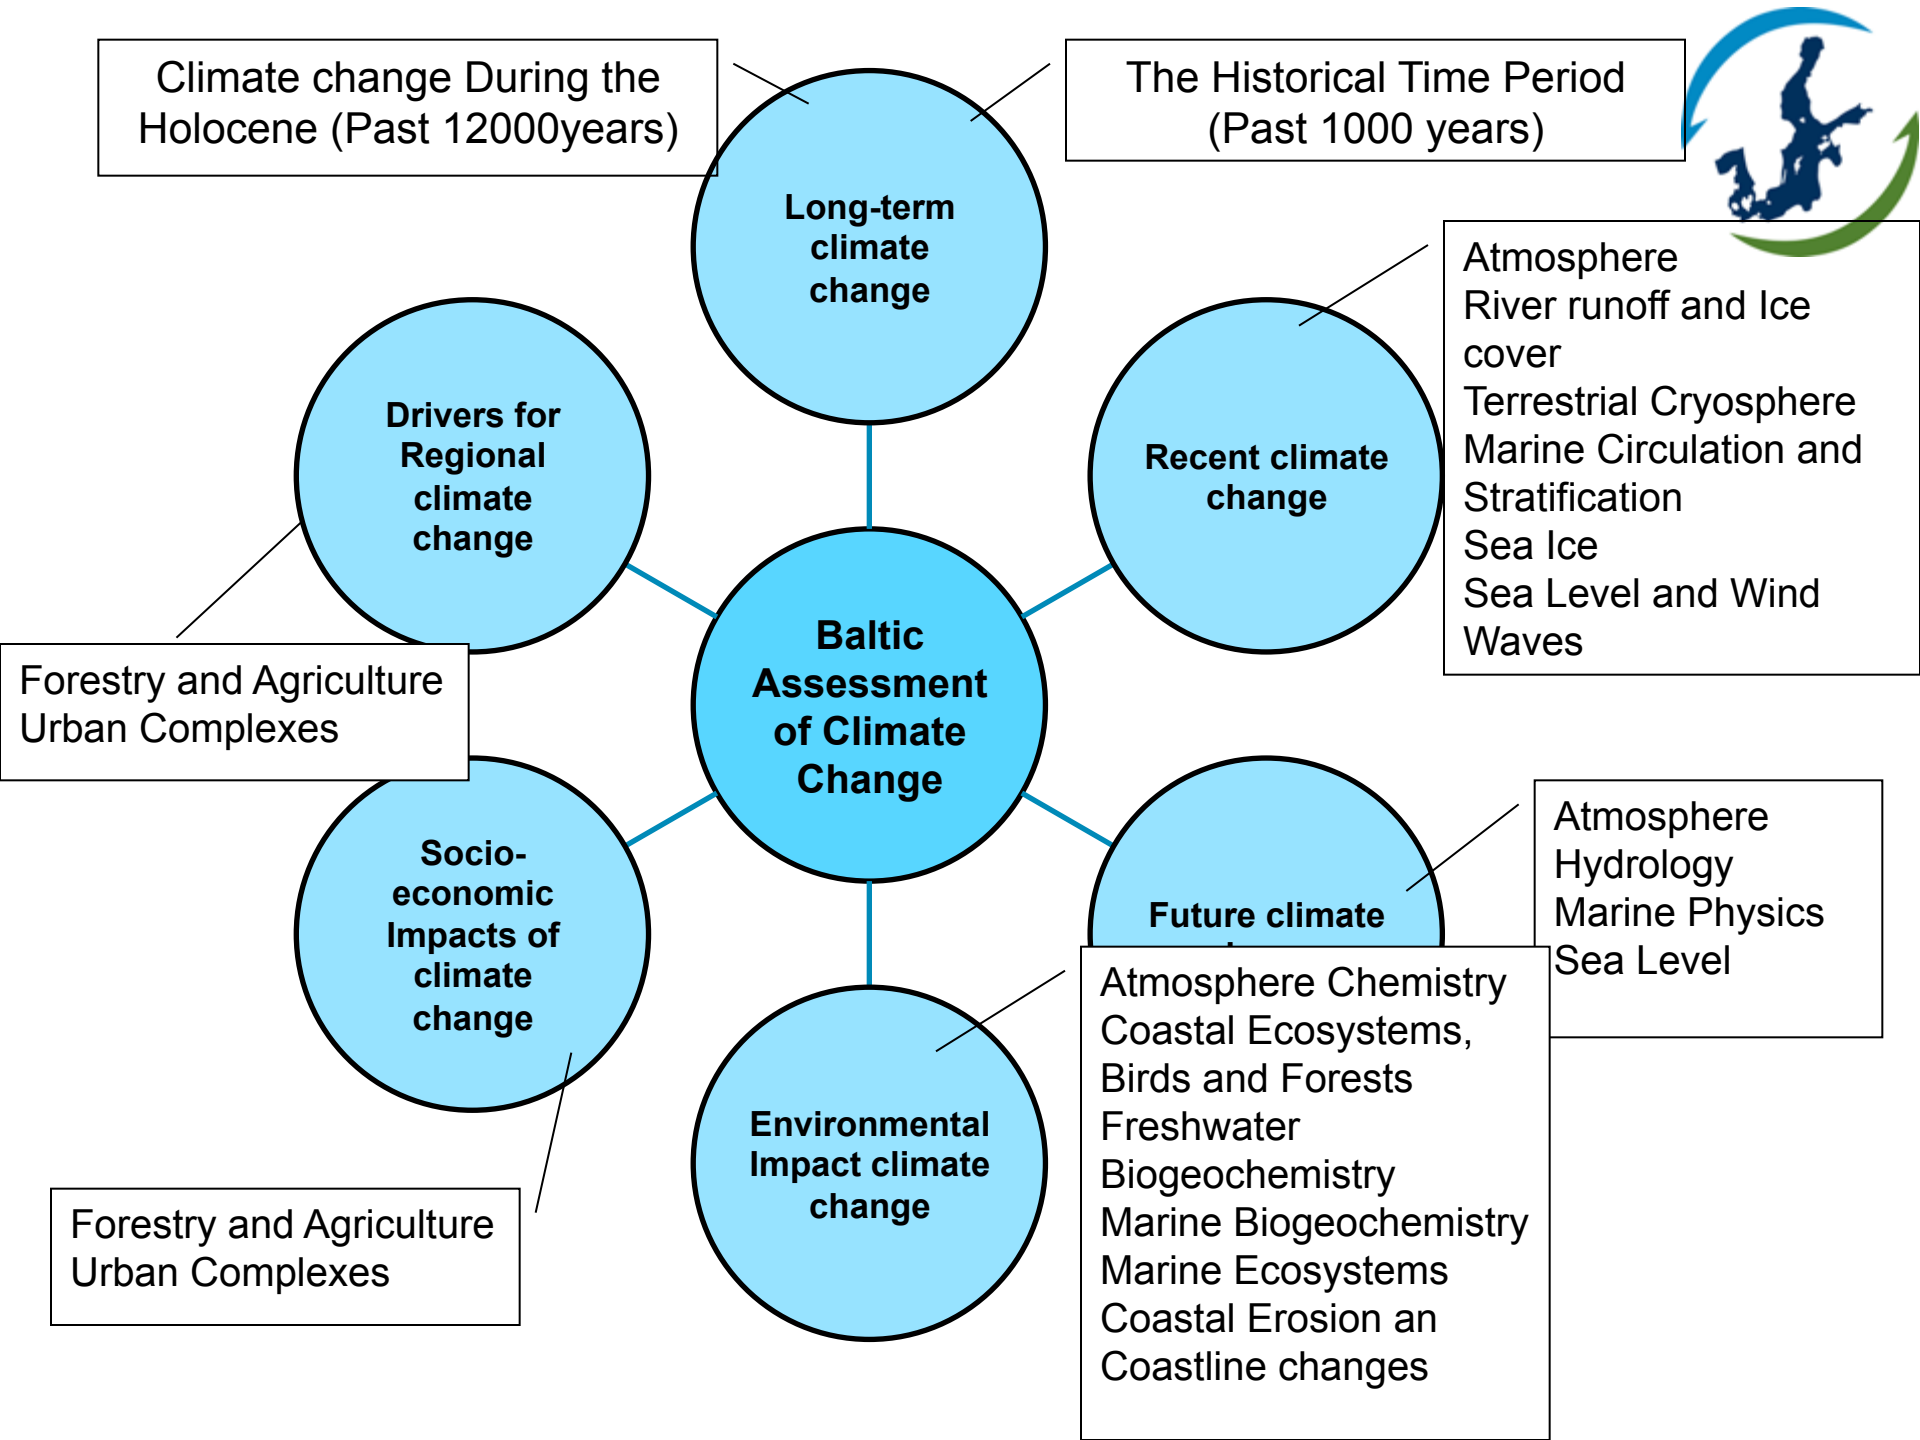 Climate change During the
Holocene (Past 12000years)
The Historical Time Period
(Past 1000 years)
Long-term
climate
change
Atmosphere
River runoff and Ice
cover
Terrestrial Cryosphere
Marine Circulation and
Stratification
Sea Ice
Sea Level and Wind
Waves
Drivers for
Regional
climate
change
Recent climate
change
Forestry and Agriculture
Urban Complexes
Baltic
Assessment
of Climate
Change
Socio-
economic
Impacts of
climate
change
Future climate
Atmosphere
Hydrology
Marine Physics
Sea Level
Atmosphere Chemistry
Coastal Ecosystems,
Birds and Forests
Freshwater
Biogeochemistry
Marine Biogeochemistry
Marine Ecosystems
Coastal Erosion an
Coastline changes
Environmental
Impact climate
change
Forestry and Agriculture
Urban Complexes